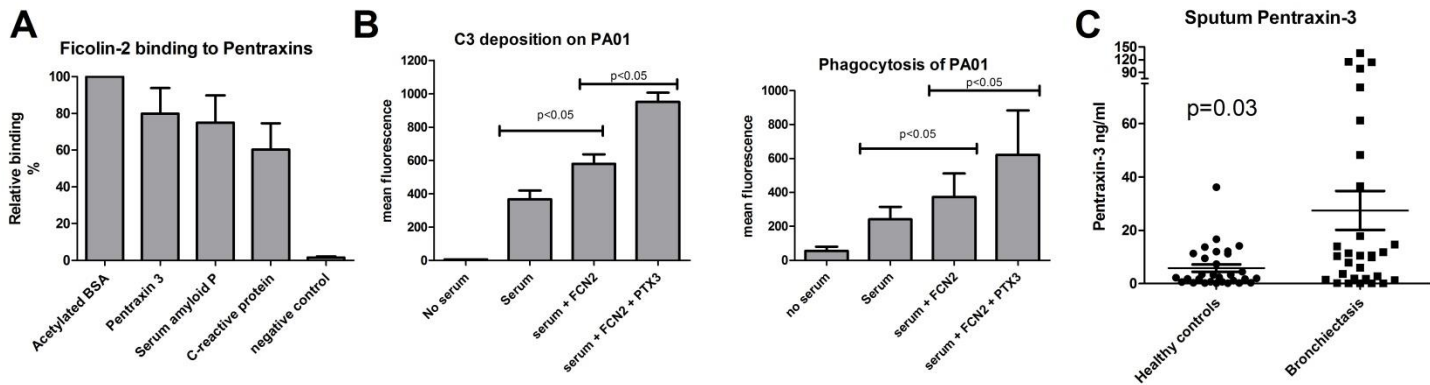 A
Ficolin-2 binding to Pentraxins
Relative binding
%
100
80
60
40
20
0
Acetylated BSA
Pentraxin 3
Serum amyloid P
C-reactive protein
negative control
B
C3 deposition on PA01
mean fluorescence
1200
1000
800
600
400
200
0
p<0.05
p<0.05
No serum
Serum
serum + FCN2
serum + FCN2 + PTX3
Phagocytosis of PA01
mean fluorescence
1000
800
600
400
200
0
p<0.05
p<0.05
no serum
Serum
serum + FCN2
serum + FCN2 + PTX3
C
Sputum Pentraxin-3
Pentraxin-3 ng/ml
150
120
90
60
40
20
0
p=0.03
Healthy controls
Bronchiectasis